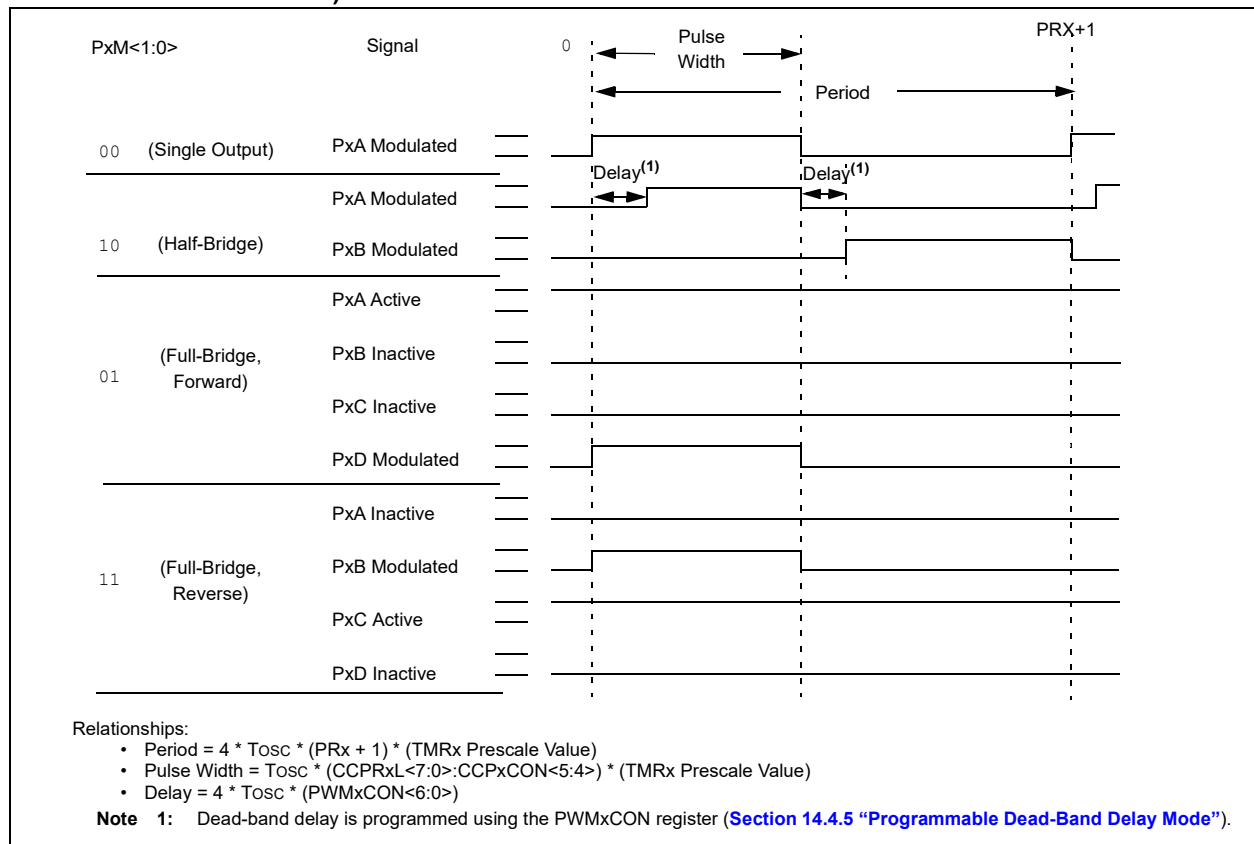 PxM<1:0> Signal 0 Pulse Width PRX+1
Period
00 (Single Output) PxA Modulated
Delay(1) Delay(1)
PxA Modulated
10 (Half-Bridge) PxB Modulated
PxA Active
PxB Inactive
01 (Full-Bridge, Forward)
PxC Inactive
PxD Modulated
PxA Inactive
PxB Modulated
11 (Full-Bridge, Reverse)
PxC Active
PxD Inactive
Relationships:
• Period = 4 * TOSC * (PRx + 1) * (TMRx Prescale Value)
• Pulse Width = TOSC * (CCPRxL<7:0>:CCPxCON<5:4>) * (TMRx Prescale Value)
• Delay = 4 * TOSC * (PWMxCON<6:0>)
Note 1: Dead-band delay is programmed using the PWMxCON register (Section 14.4.5 “Programmable Dead-Band Delay Mode”).